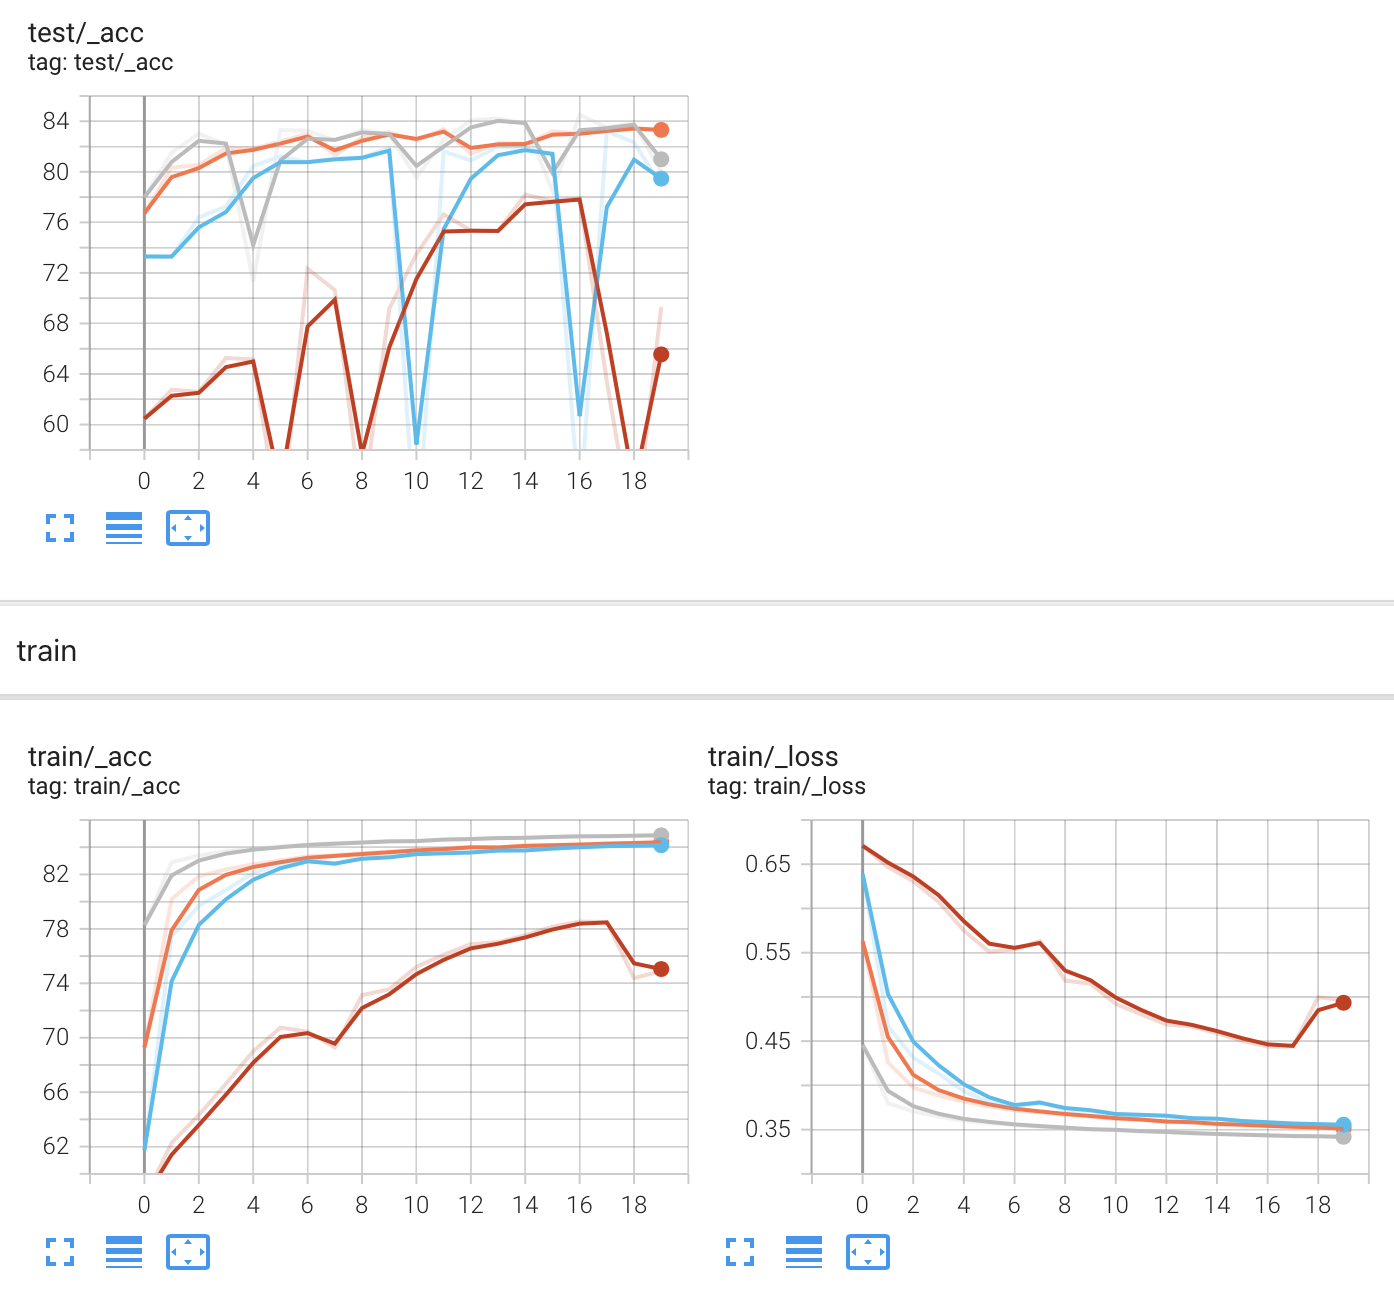 test/_acc
tag: test/_acc
84
80
76
72
68
64
60
0 2 4 6 8 10 12 14 16 18
train
train/_acc
tag: train/_acc
82
78
74
70
66
62
0 2 4 6 8 10 12 14 16 18
train/_loss
tag: train/_loss
0.65
0.55
0.45
0.35
0 2 4 6 8 10 12 14 16 18